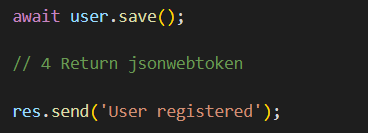 await user.save();
// 4 Return jsonwebtoken
res.send('User registered');